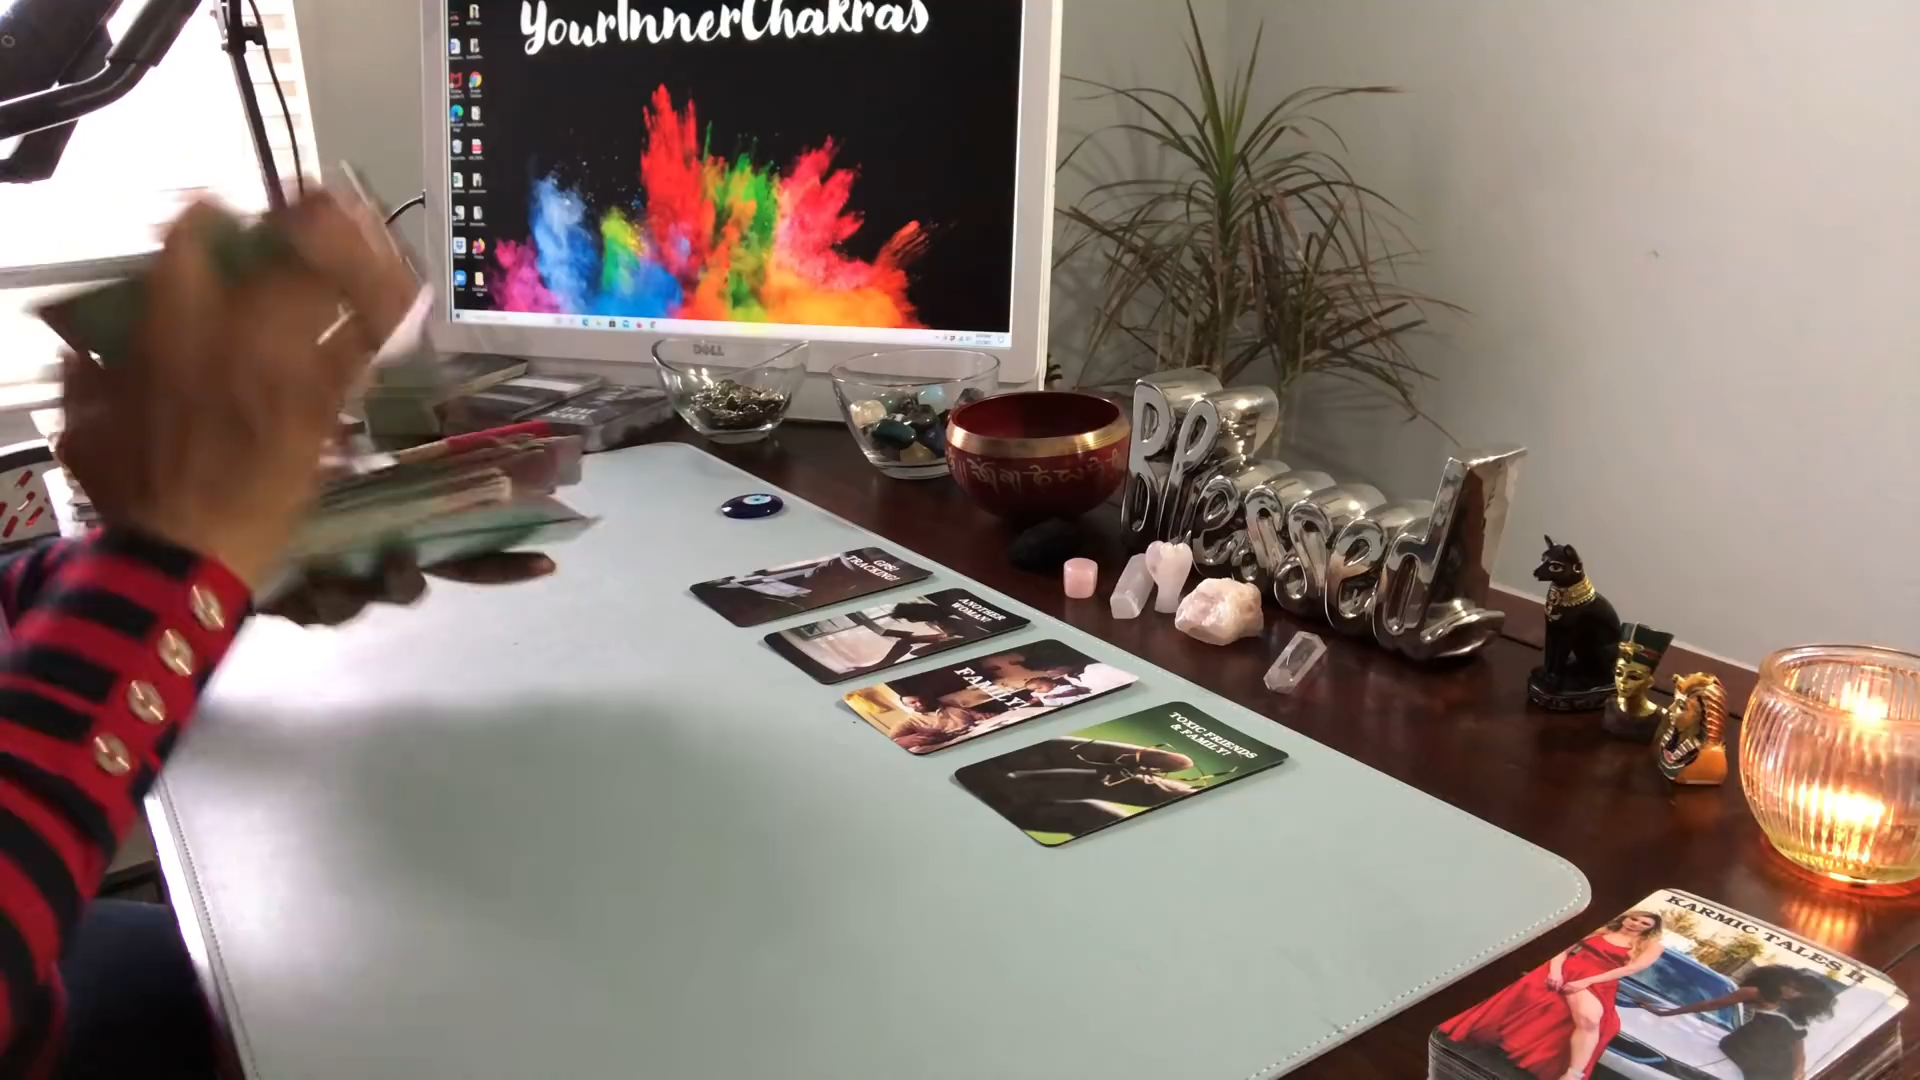 YourInnerChakras
DELL
Blessed
GPS!
TRACKING!
ANOTHER
WOMAN!
FAMILY!
TOXIC FRIENDS
& FAMILY!
KARMIC TALES II